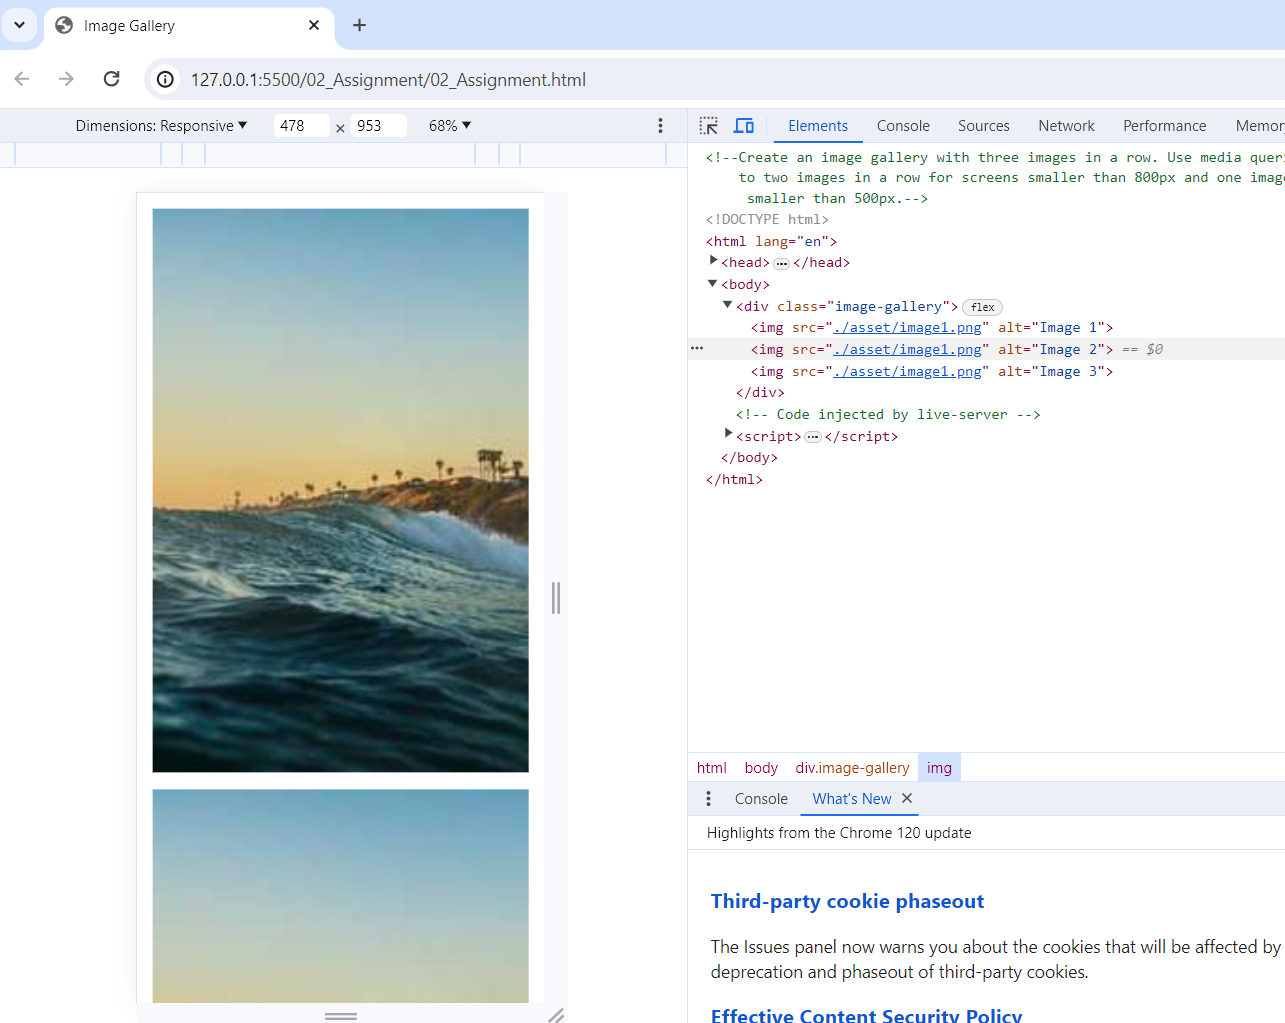 Image Gallery
127.0.0.1:5500/02_Assignment/02_Assignment.html
Dimensions: Responsive 478 × 953 68%
Elements Console Sources Network Performance
<!--Create an image gallery with three images in a row. Use media
to two images in a row for screens smaller than 800px and one
smaller than 500px.-->
<!DOCTYPE html>
<html lang="en">
<head> ••• </head>
<body>
<div class="image-gallery"> flex
<img src="./asset/image1.png" alt="Image 1">
••• <img src="./asset/image1.png" alt="Image 2"> == $0
<img src="./asset/image1.png" alt="Image 3">
</div>
<!-- Code injected by live-server -->
<script> ••• </script>
</body>
</html>
html body div.image-gallery img
Console What's New
Highlights from the Chrome 120 update
Third-party cookie phaseout
The Issues panel now warns you about the cookies that will be affected by
deprecation and phaseout of third-party cookies.
Effective Content Security Policy